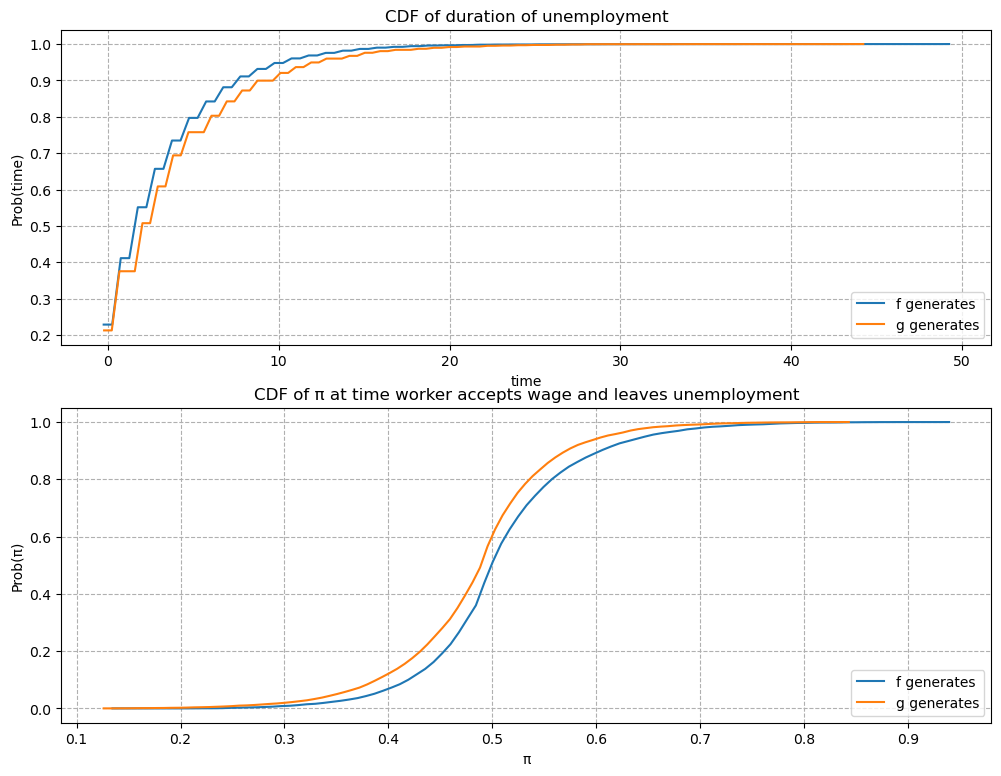 CDF of duration of unemployment
1.0
0.9
0.8
0.7
0.6
0.5
0.4
0.3
0.2
Prob(time)
f generates
g generates
0 10 20 30 40 50
time
CDF of π at time worker accepts wage and leaves unemployment
1.0
0.8
0.6
0.4
0.2
0.0
Prob(π)
f generates
g generates
0.1 0.2 0.3 0.4 0.5 0.6 0.7 0.8 0.9
π